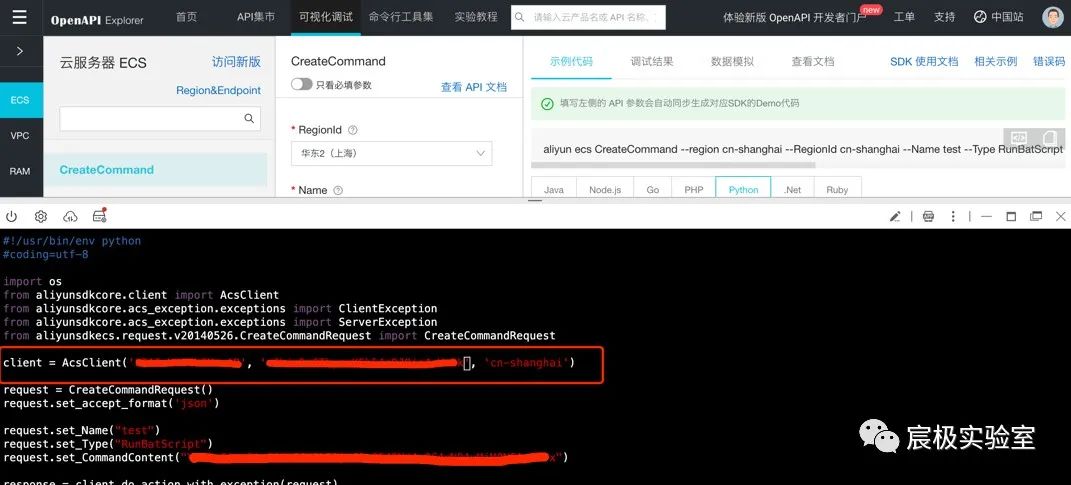 OpenAPI Explorer 首页 API集市 可视化调试 命令行工具集 实验教程 请输入云产品名或 API 名称、 体验新版 OpenAPI 开发者门户 new 工单 支持 中国站
云服务器 ECS 访问新版
Region&Endpoint
ECS
VPC
RAM
CreateCommand
CreateCommand
只看必填参数 查看 API 文档
* RegionId
华东2（上海）
* Name
示例代码 调试结果 数据模拟 查看文档 SDK 使用文档 相关示例 错误码
填写左侧的 API 参数会自动同步生成对应SDK的Demo代码
aliyun ecs CreateCommand --region cn-shanghai --RegionId cn-shanghai --Name test --Type RunBatScript
Java Node.js Go PHP Python .Net Ruby
#!/usr/bin/env python
#coding=utf-8
import os
from aliyunsdkcore.client import AcsClient
from aliyunsdkcore.acs_exception.exceptions import ClientException
from aliyunsdkcore.acs_exception.exceptions import ServerException
from aliyunsdkecs.request.v20140526.CreateCommandRequest import CreateCommandRequest
client = AcsClient('', '', 'cn-shanghai')
request = CreateCommandRequest()
request.set_accept_format('json')
request.set_Name("test")
request.set_Type("RunBatScript")
request.set_CommandContent("x")
response = client.do_action_with_exception(request)
宸极实验室